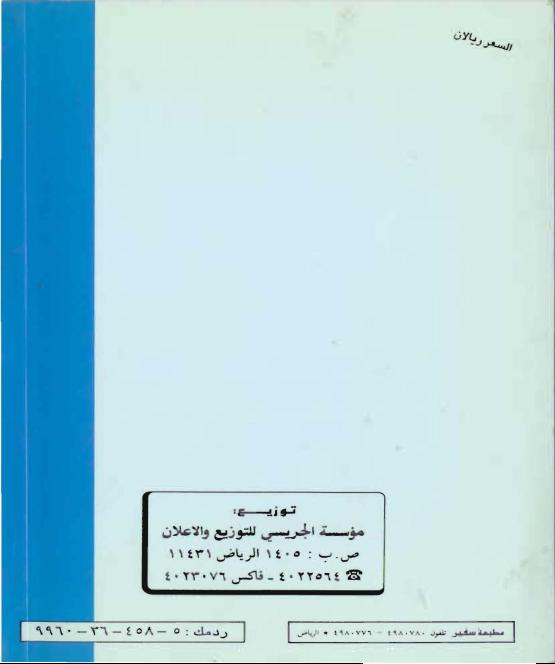 السعر ريالان
توزيـــع:
مؤسسة الجريسي للتوزيع والاعلان
ص.ب : ١٤٠٥ الرياض ١١٤٣١
☎ ٤٠٢٢٥٦٤ ـ فاكس ٤٠٢٣٠٧٦
مطبعة سفير تلفون ٤٩٨٠٧٨٠ – ٤٩٨٠٧٧٦ ★ الرياض
ردمك : ٥ – ٤٥٨ – ٣٦ – ٩٩٦٠